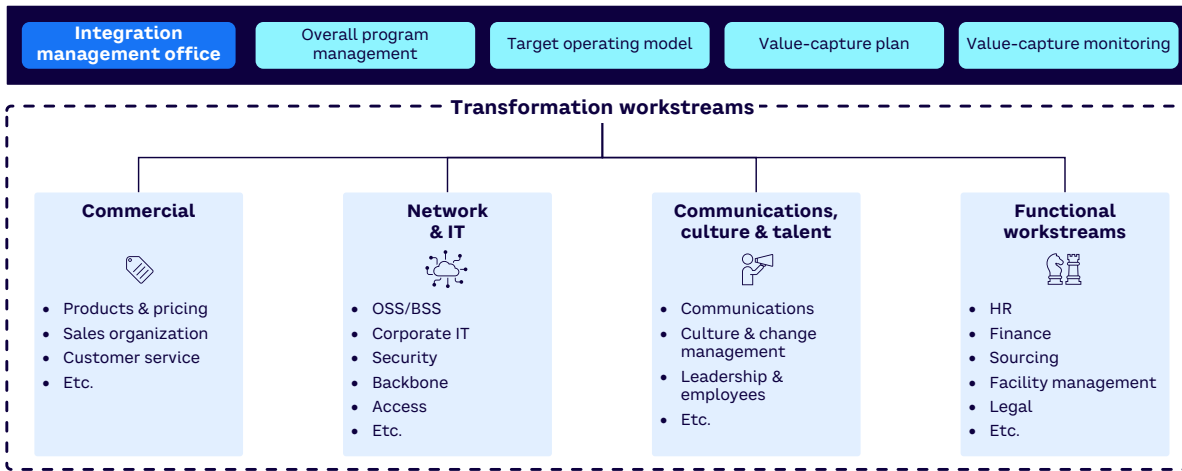 Integration
management office
Overall program
management
Target operating model
Value-capture plan
Value-capture monitoring
Transformation workstreams
Commercial
• Products & pricing
• Sales organization
• Customer service
• Etc.
Network
& IT
• OSS/BSS
• Corporate IT
• Security
• Backbone
• Access
• Etc.
Communications,
culture & talent
• Communications
• Culture & change
management
• Leadership &
employees
• Etc.
Functional
workstreams
• HR
• Finance
• Sourcing
• Facility management
• Legal
• Etc.